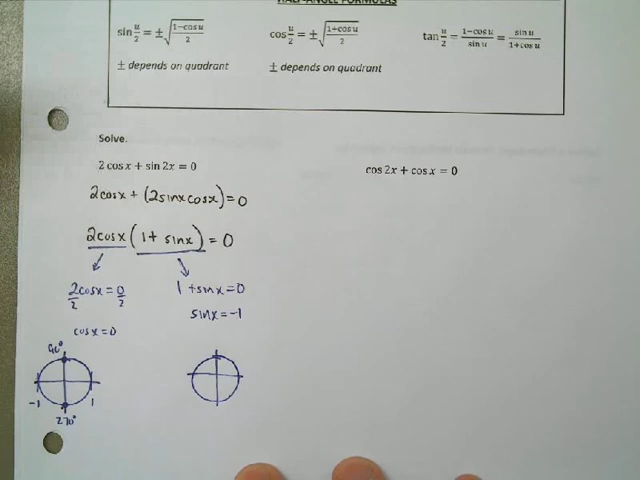 HALF-ANGLE FORMULAS
sin u/2 = ±√((1−cos u)/2)
cos u/2 = ±√((1+cos u)/2)
tan u/2 = (1−cos u)/(sin u) = (sin u)/(1+cos u)
± depends on quadrant
± depends on quadrant
Solve.
2 cos x + sin 2x = 0
cos 2x + cos x = 0
2cosx + (2sinxcosx) = 0
2cosx (1 + sinx) = 0
2cosx/2 = 0/2
1 + sinx = 0
sinx = -1
cosx = 0
90°
-1
1
270°